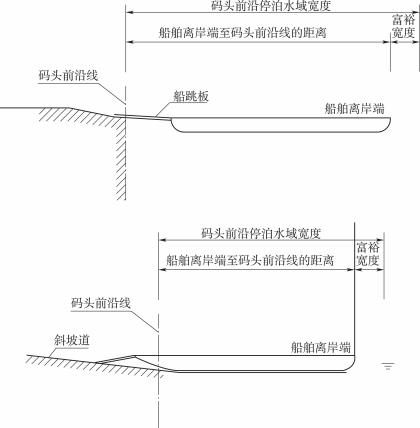 码头前沿停泊水域宽度
富裕
宽度
船舶离岸端至码头前沿线的距离
码头前沿线
船跳板
船舶离岸端
码头前沿停泊水域宽度
富裕
宽度
船舶离岸端至码头前沿线的距离
码头前沿线
斜坡道
船舶离岸端